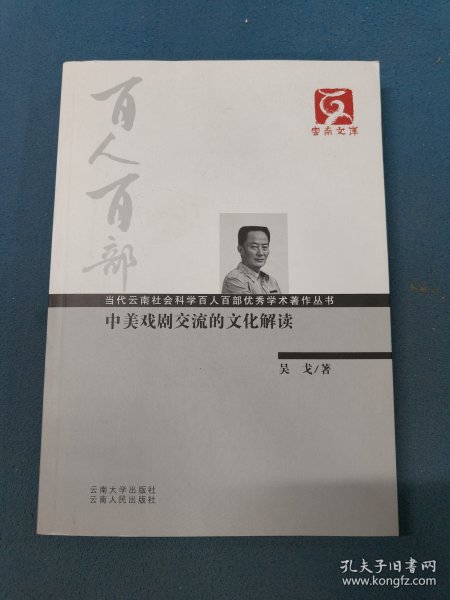 百人百部
雲南文库
当代云南社会科学百人百部优秀学术著作丛书
中美戏剧交流的文化解读
吴 戈/著
云南大学出版社
云南人民出版社
孔夫子旧书网
www.kongfz.com